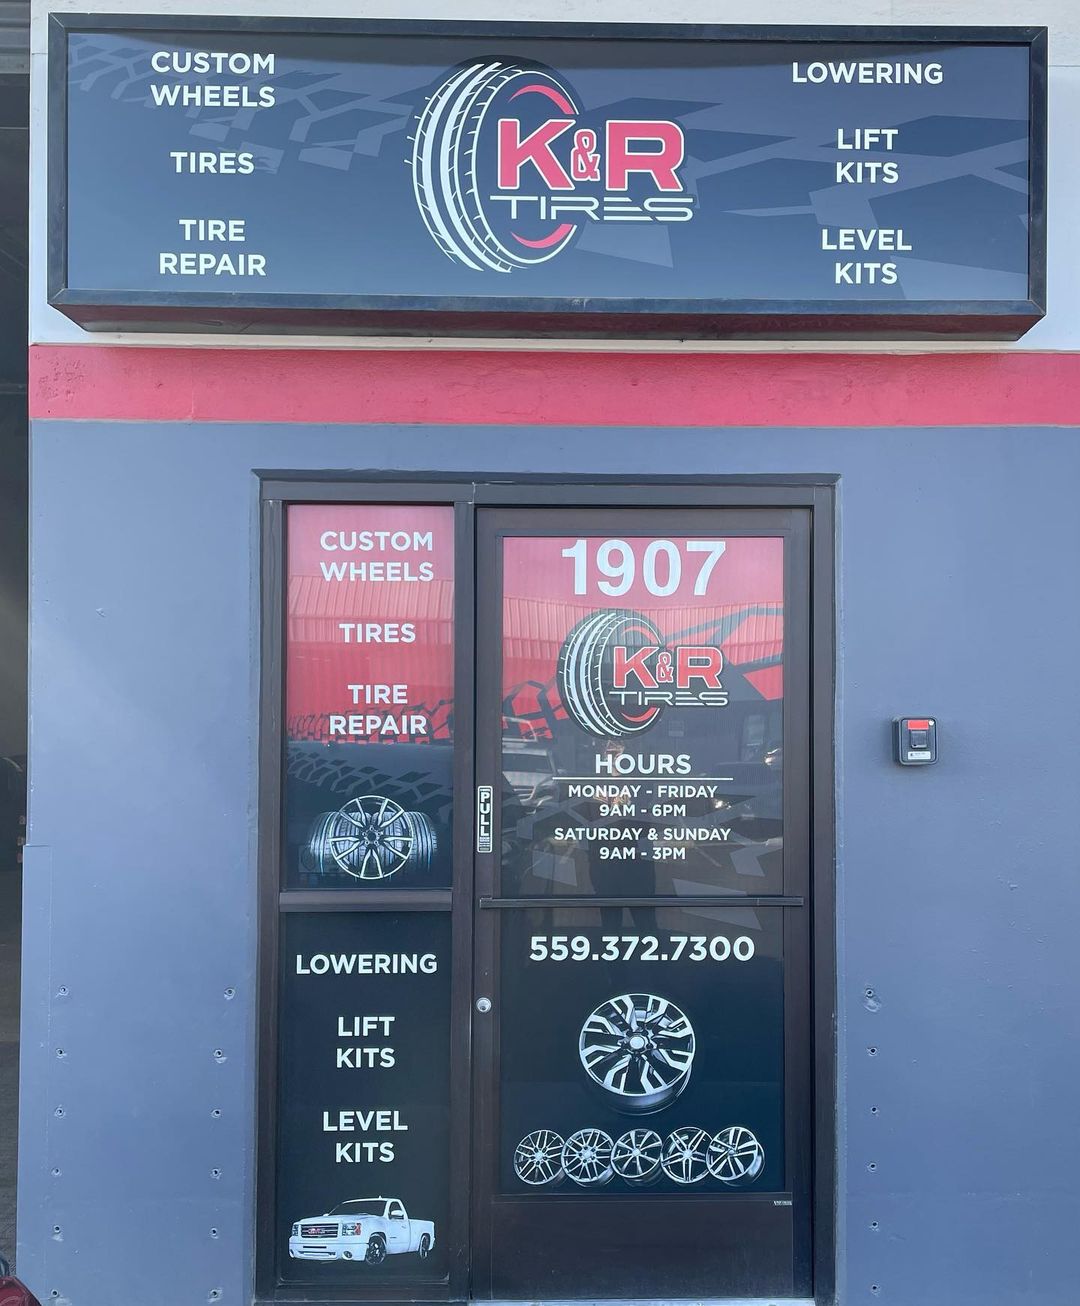 CUSTOM
WHEELS
TIRES
TIRE
REPAIR
K&R
TIRES
LOWERING
LIFT
KITS
LEVEL
KITS
CUSTOM
WHEELS
TIRES
TIRE
REPAIR
LOWERING
LIFT
KITS
LEVEL
KITS
1907
K&R
TIRES
HOURS
MONDAY - FRIDAY
9AM - 6PM
SATURDAY & SUNDAY
9AM - 3PM
PULL
559.372.7300